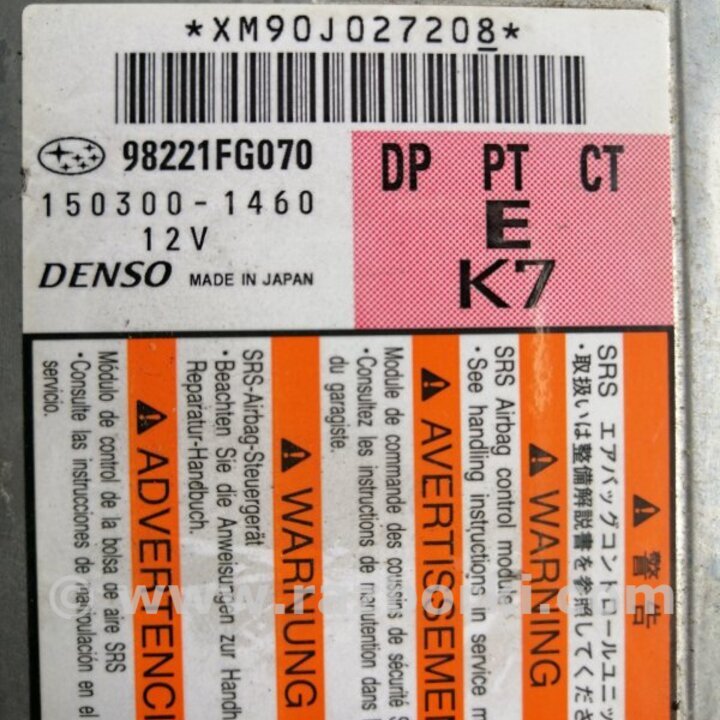 *XM90J027208*
98221FG070
150300-1460
12V
DENSO MADE IN JAPAN
DP PT CT
E
K7
警告
SRS エアバッグコントロールユニッ
・取扱いは整備解説書を参照してくださ
WARNING
SRS Airbag control module
・See handling instructions in service m
AVERTISSEMEN
Module de commande des coussins de sécurité S
・Consultez les instructions de manutention dans l
du garagiste.
WARNUNG
SRS-Airbag-Steuergerät
・Beachten Sie die Anweisungen zur Handh
Reparatur-Handbuch.
ADVERTENCI
Módulo de control de la bolsa de aire SRS
・Consulte las instrucciones de manipulación en el
servicio.